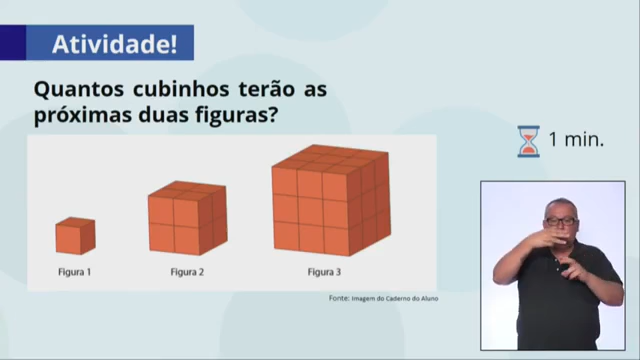 Atividade!
Quantos cubinhos terão as
próximas duas figuras?
1 min.
Figura 1
Figura 2
Figura 3
Fonte: Imagem do Caderno do Aluno